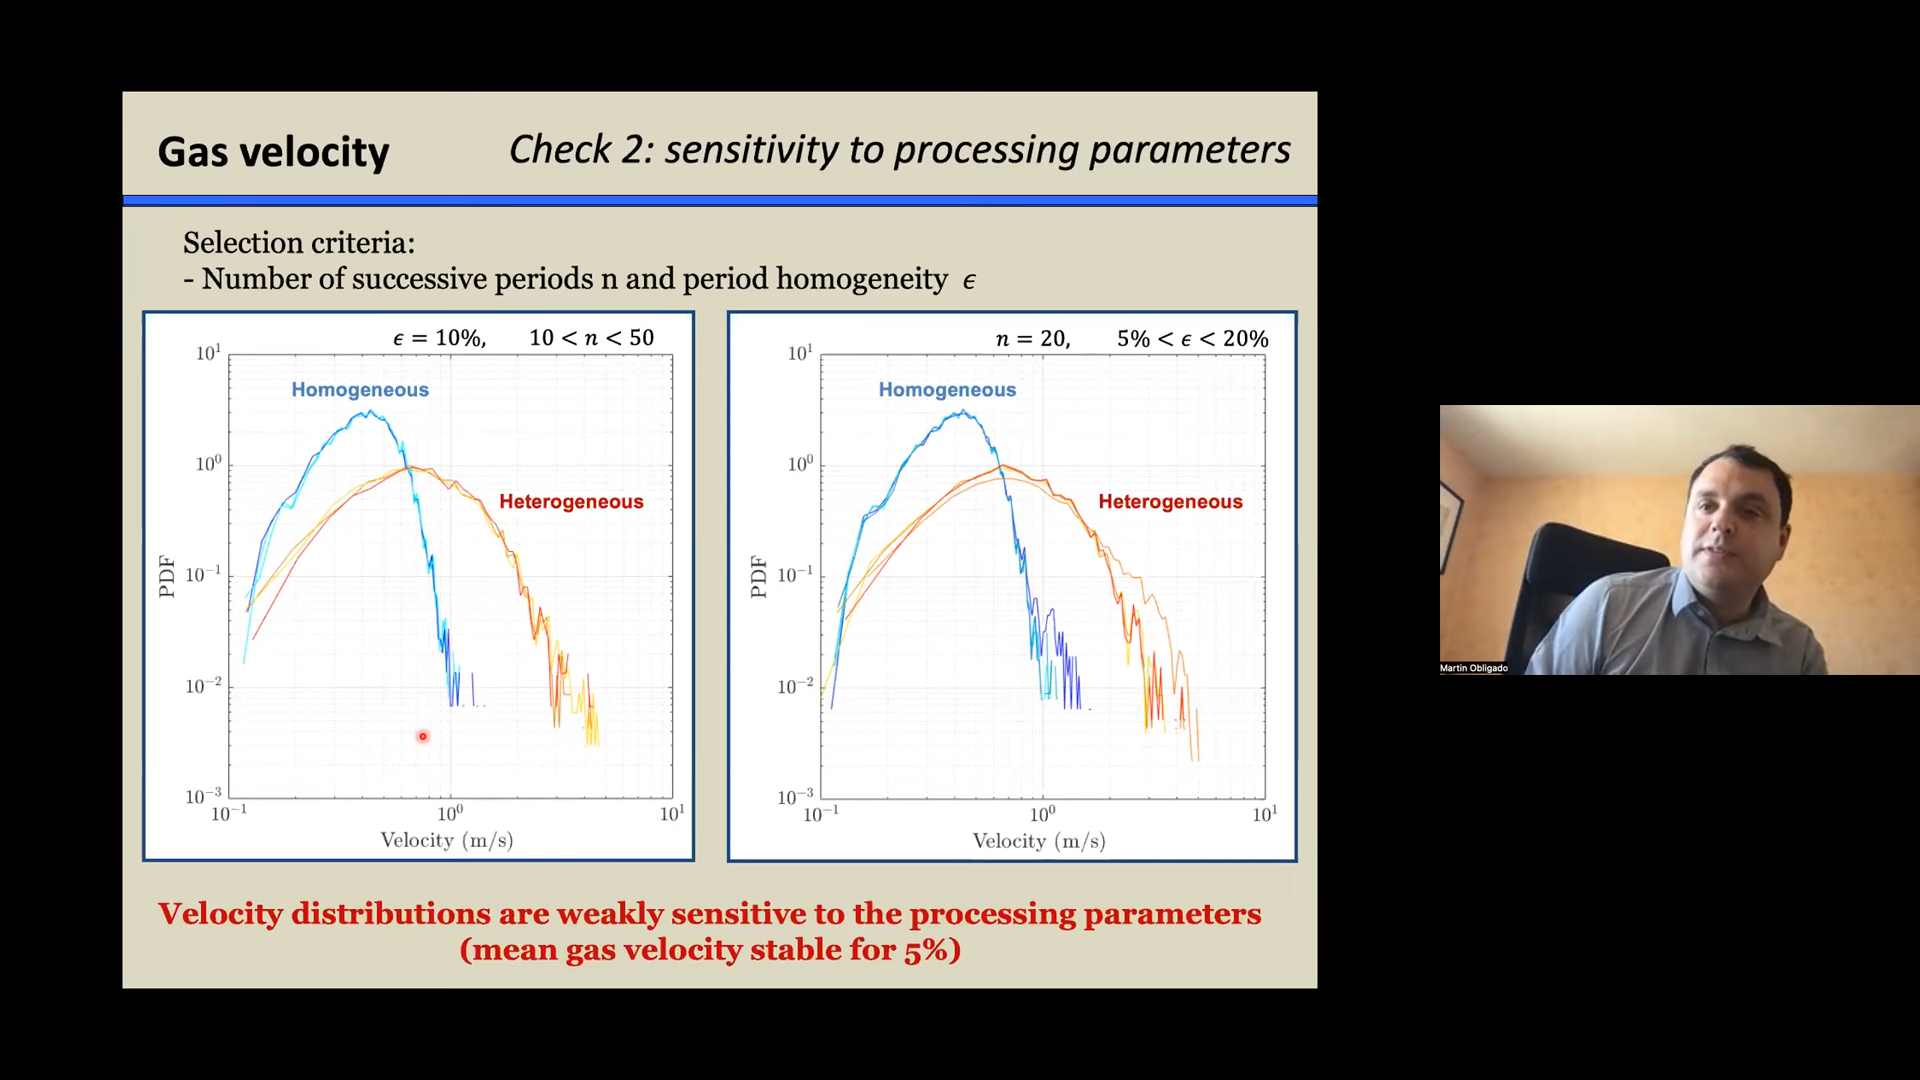 Gas velocity
Check 2: sensitivity to processing parameters
Selection criteria:
- Number of successive periods n and period homogeneity ϵ
ϵ = 10%, 10 < n < 50
10¹
Homogeneous
10⁰
Heterogeneous
PDF
10⁻¹
10⁻²
10⁻³
10⁻¹ 10⁰ 10¹
Velocity (m/s)
n = 20, 5% < ϵ < 20%
10¹
Homogeneous
10⁰
Heterogeneous
PDF
10⁻¹
10⁻²
10⁻³
10⁻¹ 10⁰ 10¹
Velocity (m/s)
Velocity distributions are weakly sensitive to the processing parameters
(mean gas velocity stable for 5%)
Martin Obligado